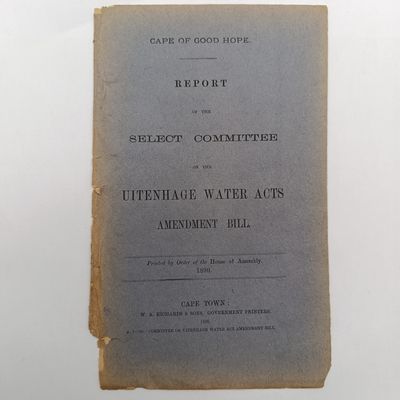 CAPE OF GOOD HOPE.
REPORT
OF THE
SELECT COMMITTEE
ON THE
UITENHAGE WATER ACTS
AMENDMENT BILL.
Printed by Order of the House of Assembly.
1890.
CAPE TOWN:
W. A. RICHARDS & SONS, GOVERNMENT PRINTERS.
1890.
COMMITTEE ON UITENHAGE WATER ACT AMENDMENT BILL.